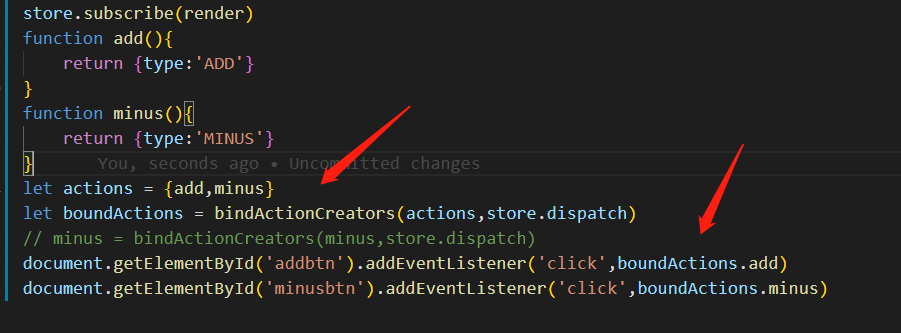 store.subscribe(render)
function add(){
    return {type:'ADD'}
}
function minus(){
    return {type:'MINUS'}
}       You, seconds ago • Uncommitted changes
let actions = {add,minus}
let boundActions = bindActionCreators(actions,store.dispatch)
// minus = bindActionCreators(minus,store.dispatch)
document.getElementById('addbtn').addEventListener('click',boundActions.add)
document.getElementById('minusbtn').addEventListener('click',boundActions.minus)